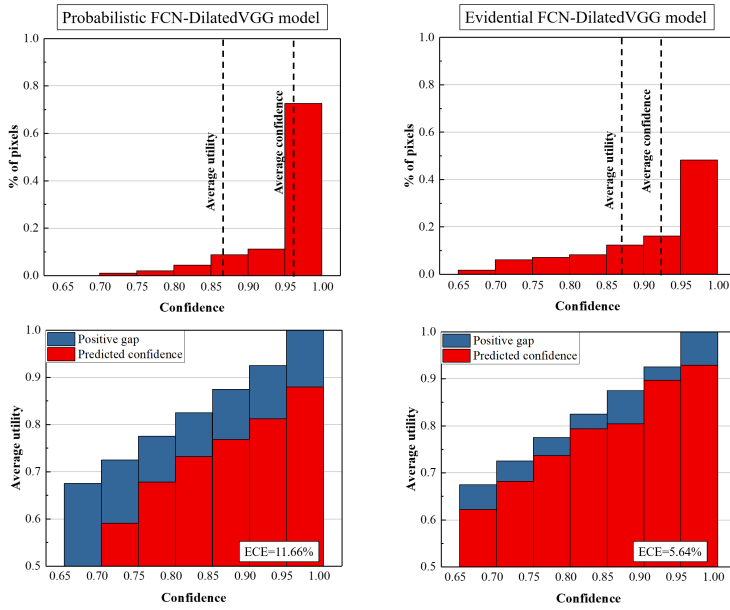 Probabilistic FCN-DilatedVGG model
1.0
0.8
0.6
0.4
0.2
0.0
% of pixels
Average utility
Average confidence
0.65 0.70 0.75 0.80 0.85 0.90 0.95 1.00
Confidence
Evidential FCN-DilatedVGG model
1.0
0.8
0.6
0.4
0.2
0.0
% of pixels
Average utility
Average confidence
0.65 0.70 0.75 0.80 0.85 0.90 0.95 1.00
Confidence
1.0
0.9
0.8
0.7
0.6
0.5
Average utility
Positive gap
Predicted confidence
ECE=11.66%
0.65 0.70 0.75 0.80 0.85 0.90 0.95 1.00
Confidence
1.0
0.9
0.8
0.7
0.6
0.5
Average utility
Positive gap
Predicted confidence
ECE=5.64%
0.65 0.70 0.75 0.80 0.85 0.90 0.95 1.00
Confidence